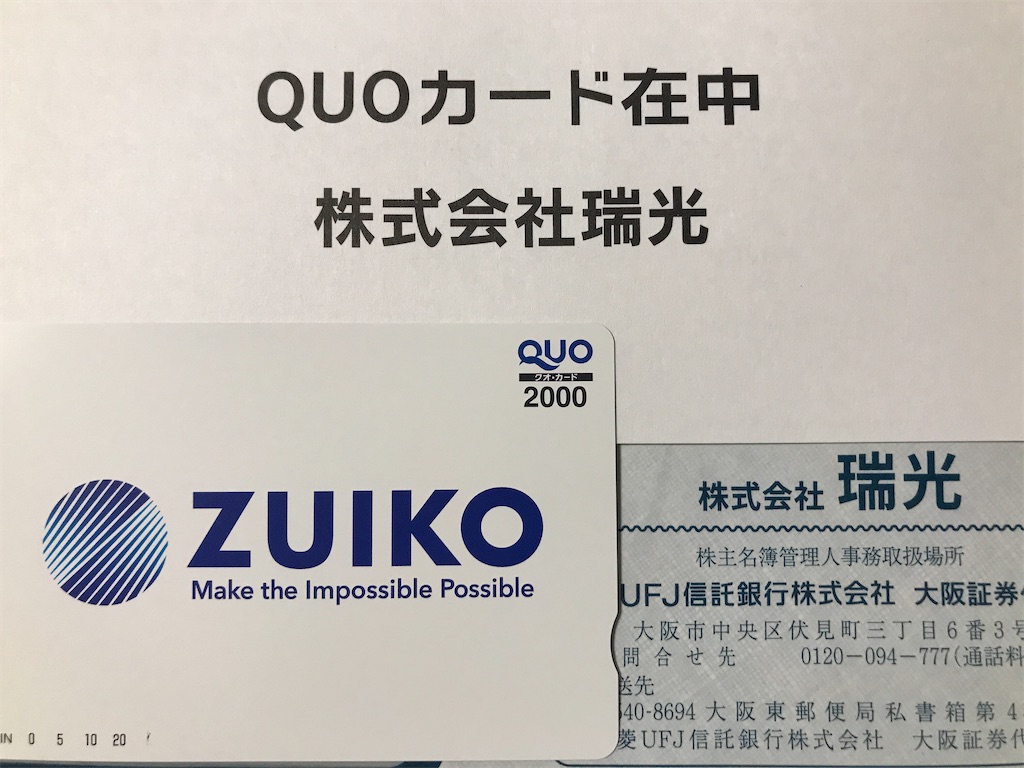 QUOカード在中
株式会社瑞光
QUO
クオ・カード
2000
ZUIKO
Make the Impossible Possible
IN 0 5 10 20
株式会社 瑞光
株主名簿管理人事務取扱場所
UFJ信託銀行株式会社 大阪証券代
大阪市中央区伏見町三丁目6番3号
問合せ先 0120-094-777(通話料
送先
540-8694 大阪東郵便局私書箱第4
菱UFJ信託銀行株式会社 大阪証券代